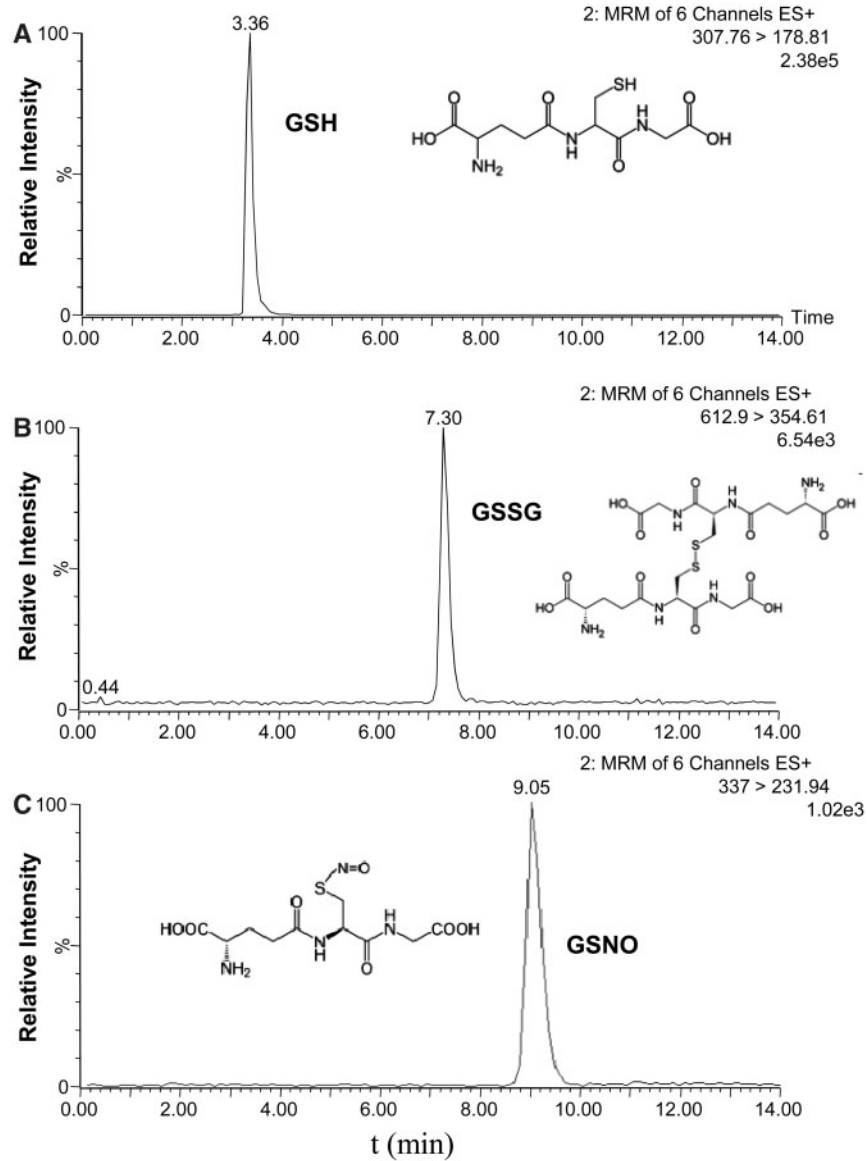 A
3.36
2: MRM of 6 Channels ES+
307.76 > 178.81
2.38e5
100
%
0
Relative Intensity
GSH
SH
O
O
O
HO
N
H
H
N
OH
NH2
O
Time
0.00 2.00 4.00 6.00 8.00 10.00 12.00 14.00
B
7.30
2: MRM of 6 Channels ES+
612.9 > 354.61
6.54e3
100
%
0
Relative Intensity
GSSG
0.44
O
O
H
N
O
NH2
HO
N
H
OH
O
O
S
S
O
O
O
HO
N
H
H
N
OH
NH2
O
0.00 2.00 4.00 6.00 8.00 10.00 12.00 14.00
C
9.05
2: MRM of 6 Channels ES+
337 > 231.94
1.02e3
100
%
0
Relative Intensity
S N=O
O
HOOC
N
H
H
N
COOH
NH2
O
GSNO
0.00 2.00 4.00 6.00 8.00 10.00 12.00 14.00
t (min)